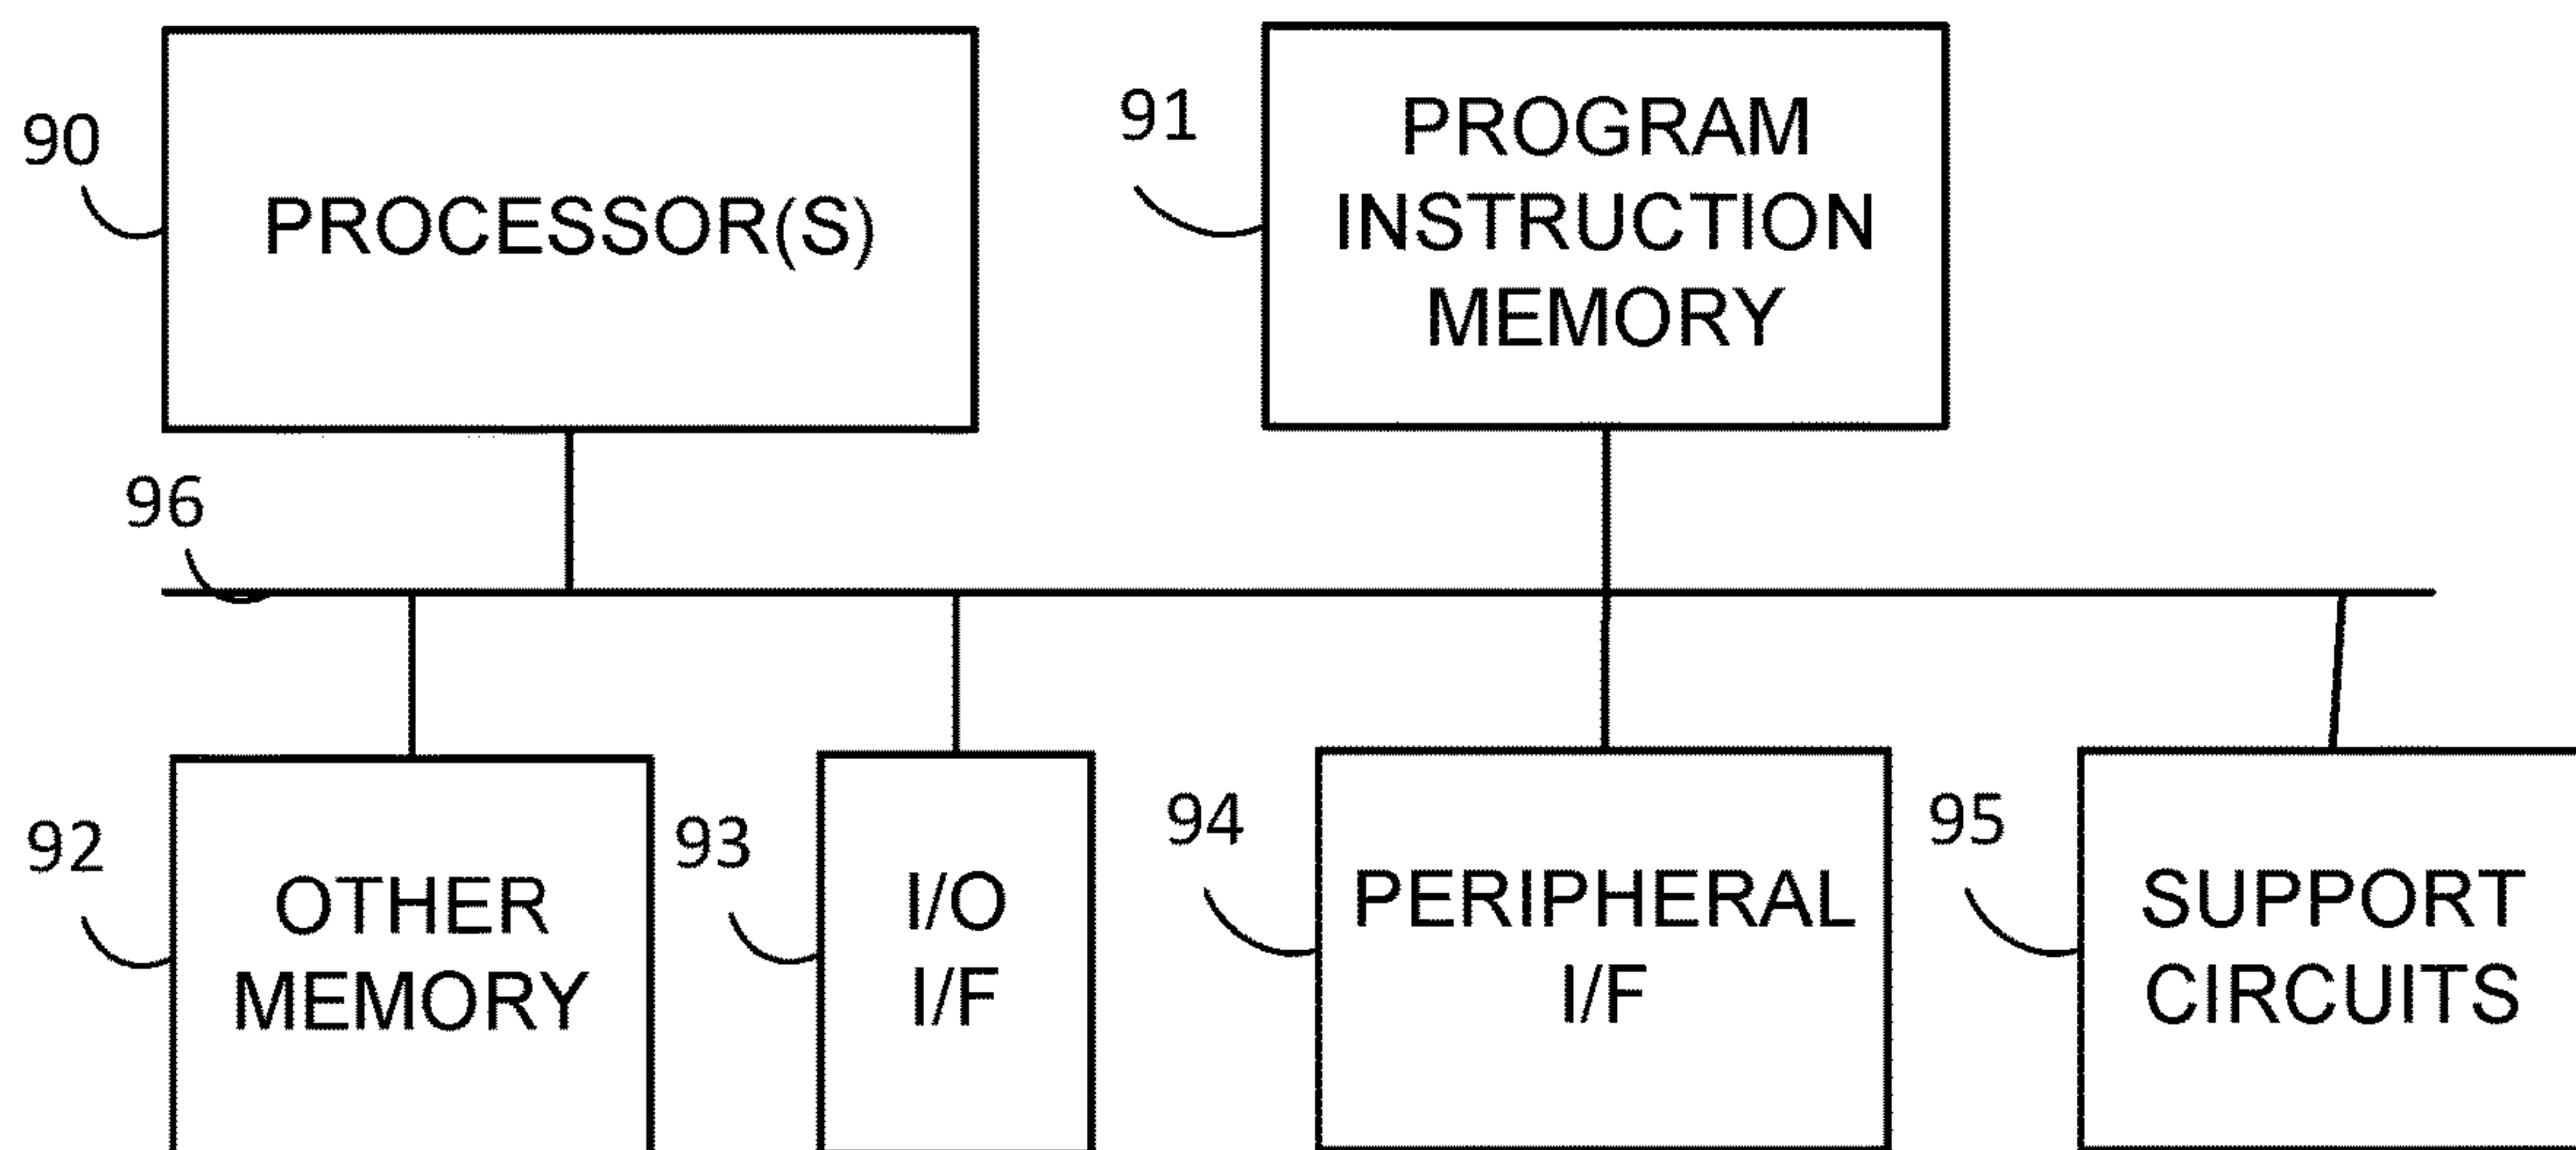 90
PROCESSOR(S)
91
PROGRAM
INSTRUCTION
MEMORY
96
92
OTHER
MEMORY
93
I/O
I/F
94
PERIPHERAL
I/F
95
SUPPORT
CIRCUITS